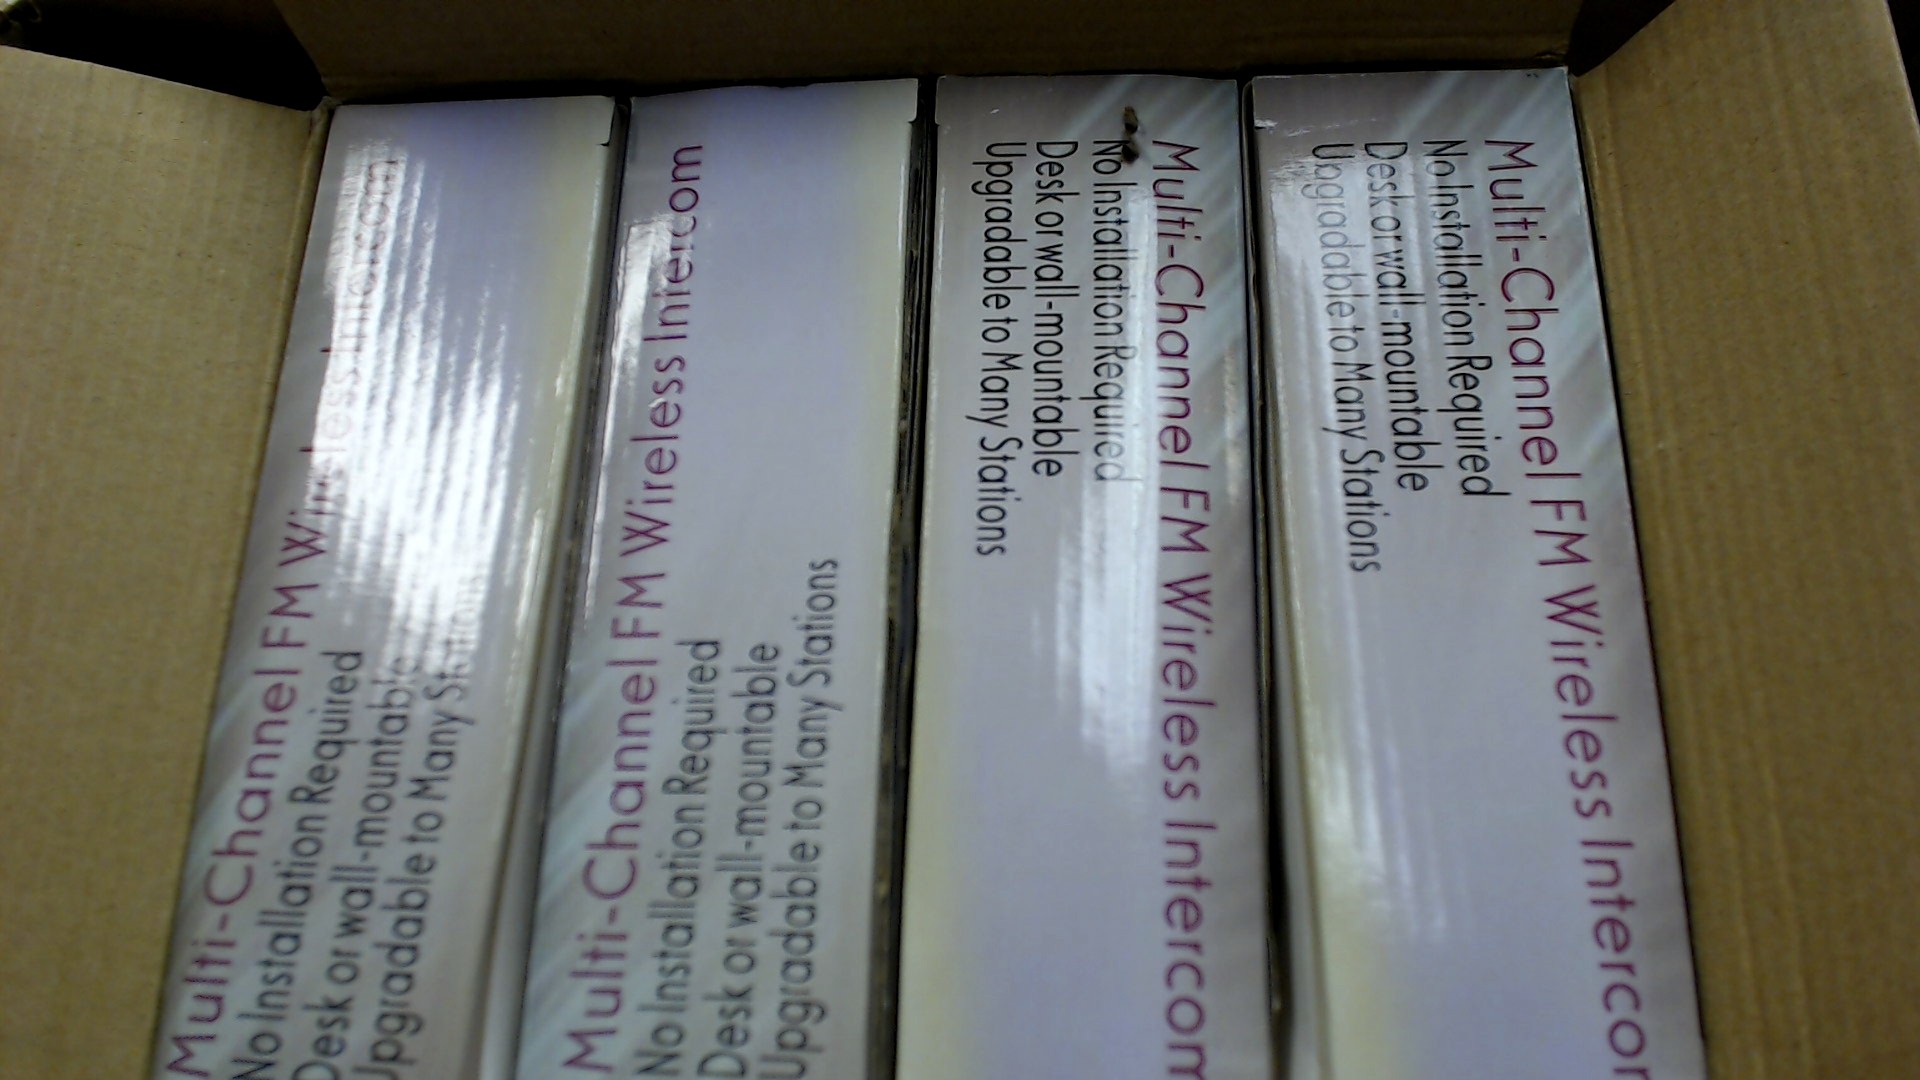 Multi-Channel FM Wireless Intercom
No Installation Required
Desk or wall-mountable
Upgradable to Many Stations
Multi-Channel FM Wireless Intercom
No Installation Required
Desk or wall-mountable
Upgradable to Many Stations
Multi-Channel FM Wireless Intercom
No Installation Required
Desk or wall-mountable
Upgradable to Many Stations
Multi-Channel FM Wireless Intercom
No Installation Required
Desk or wall-mountable
Upgradable to Many Stations